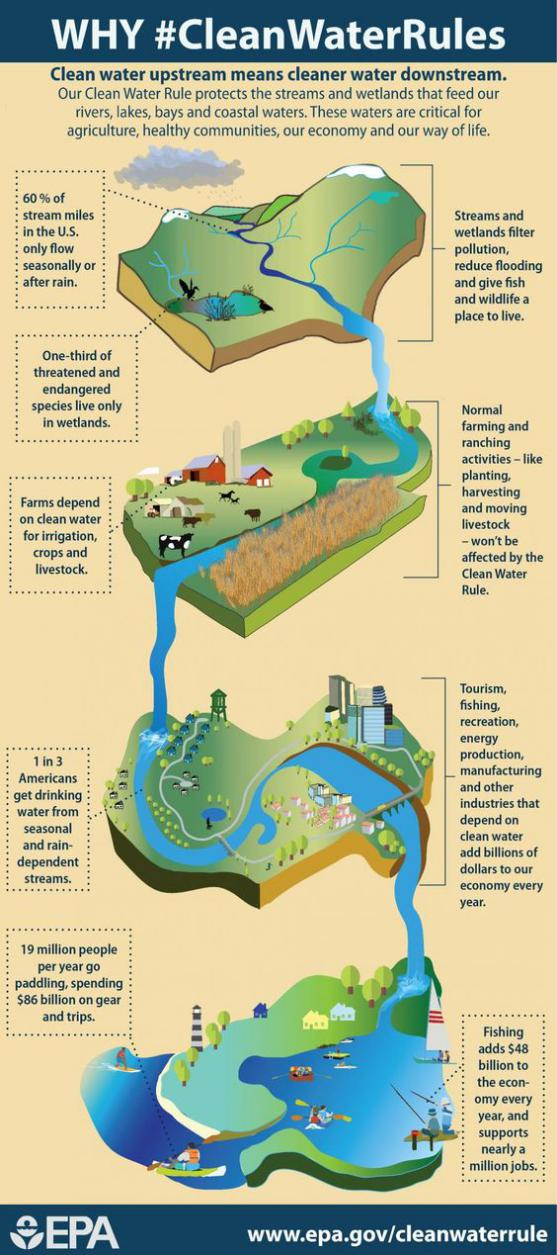 WHY #CleanWaterRules
Clean water upstream means cleaner water downstream.
Our Clean Water Rule protects the streams and wetlands that feed our
rivers, lakes, bays and coastal waters. These waters are critical for
agriculture, healthy communities, our economy and our way of life.
60 % of
stream miles
in the U.S.
only flow
seasonally or
after rain.
Streams and
wetlands filter
pollution,
reduce flooding
and give fish
and wildlife a
place to live.
One-third of
threatened and
endangered
species live only
in wetlands.
Normal
farming and
ranching
activities – like
planting,
harvesting
and moving
livestock
– won't be
affected by the
Clean Water
Rule.
Farms depend
on clean water
for irrigation,
crops and
livestock.
Tourism,
fishing,
recreation,
energy
production,
manufacturing
and other
industries that
depend on
clean water
add billions of
dollars to our
economy every
year.
1 in 3
Americans
get drinking
water from
seasonal
and rain-
dependent
streams.
19 million people
per year go
paddling, spending
$86 billion on gear
and trips.
Fishing
adds $48
billion to
the econ-
omy every
year, and
supports
nearly a
million jobs.
EPA
www.epa.gov/cleanwaterrule